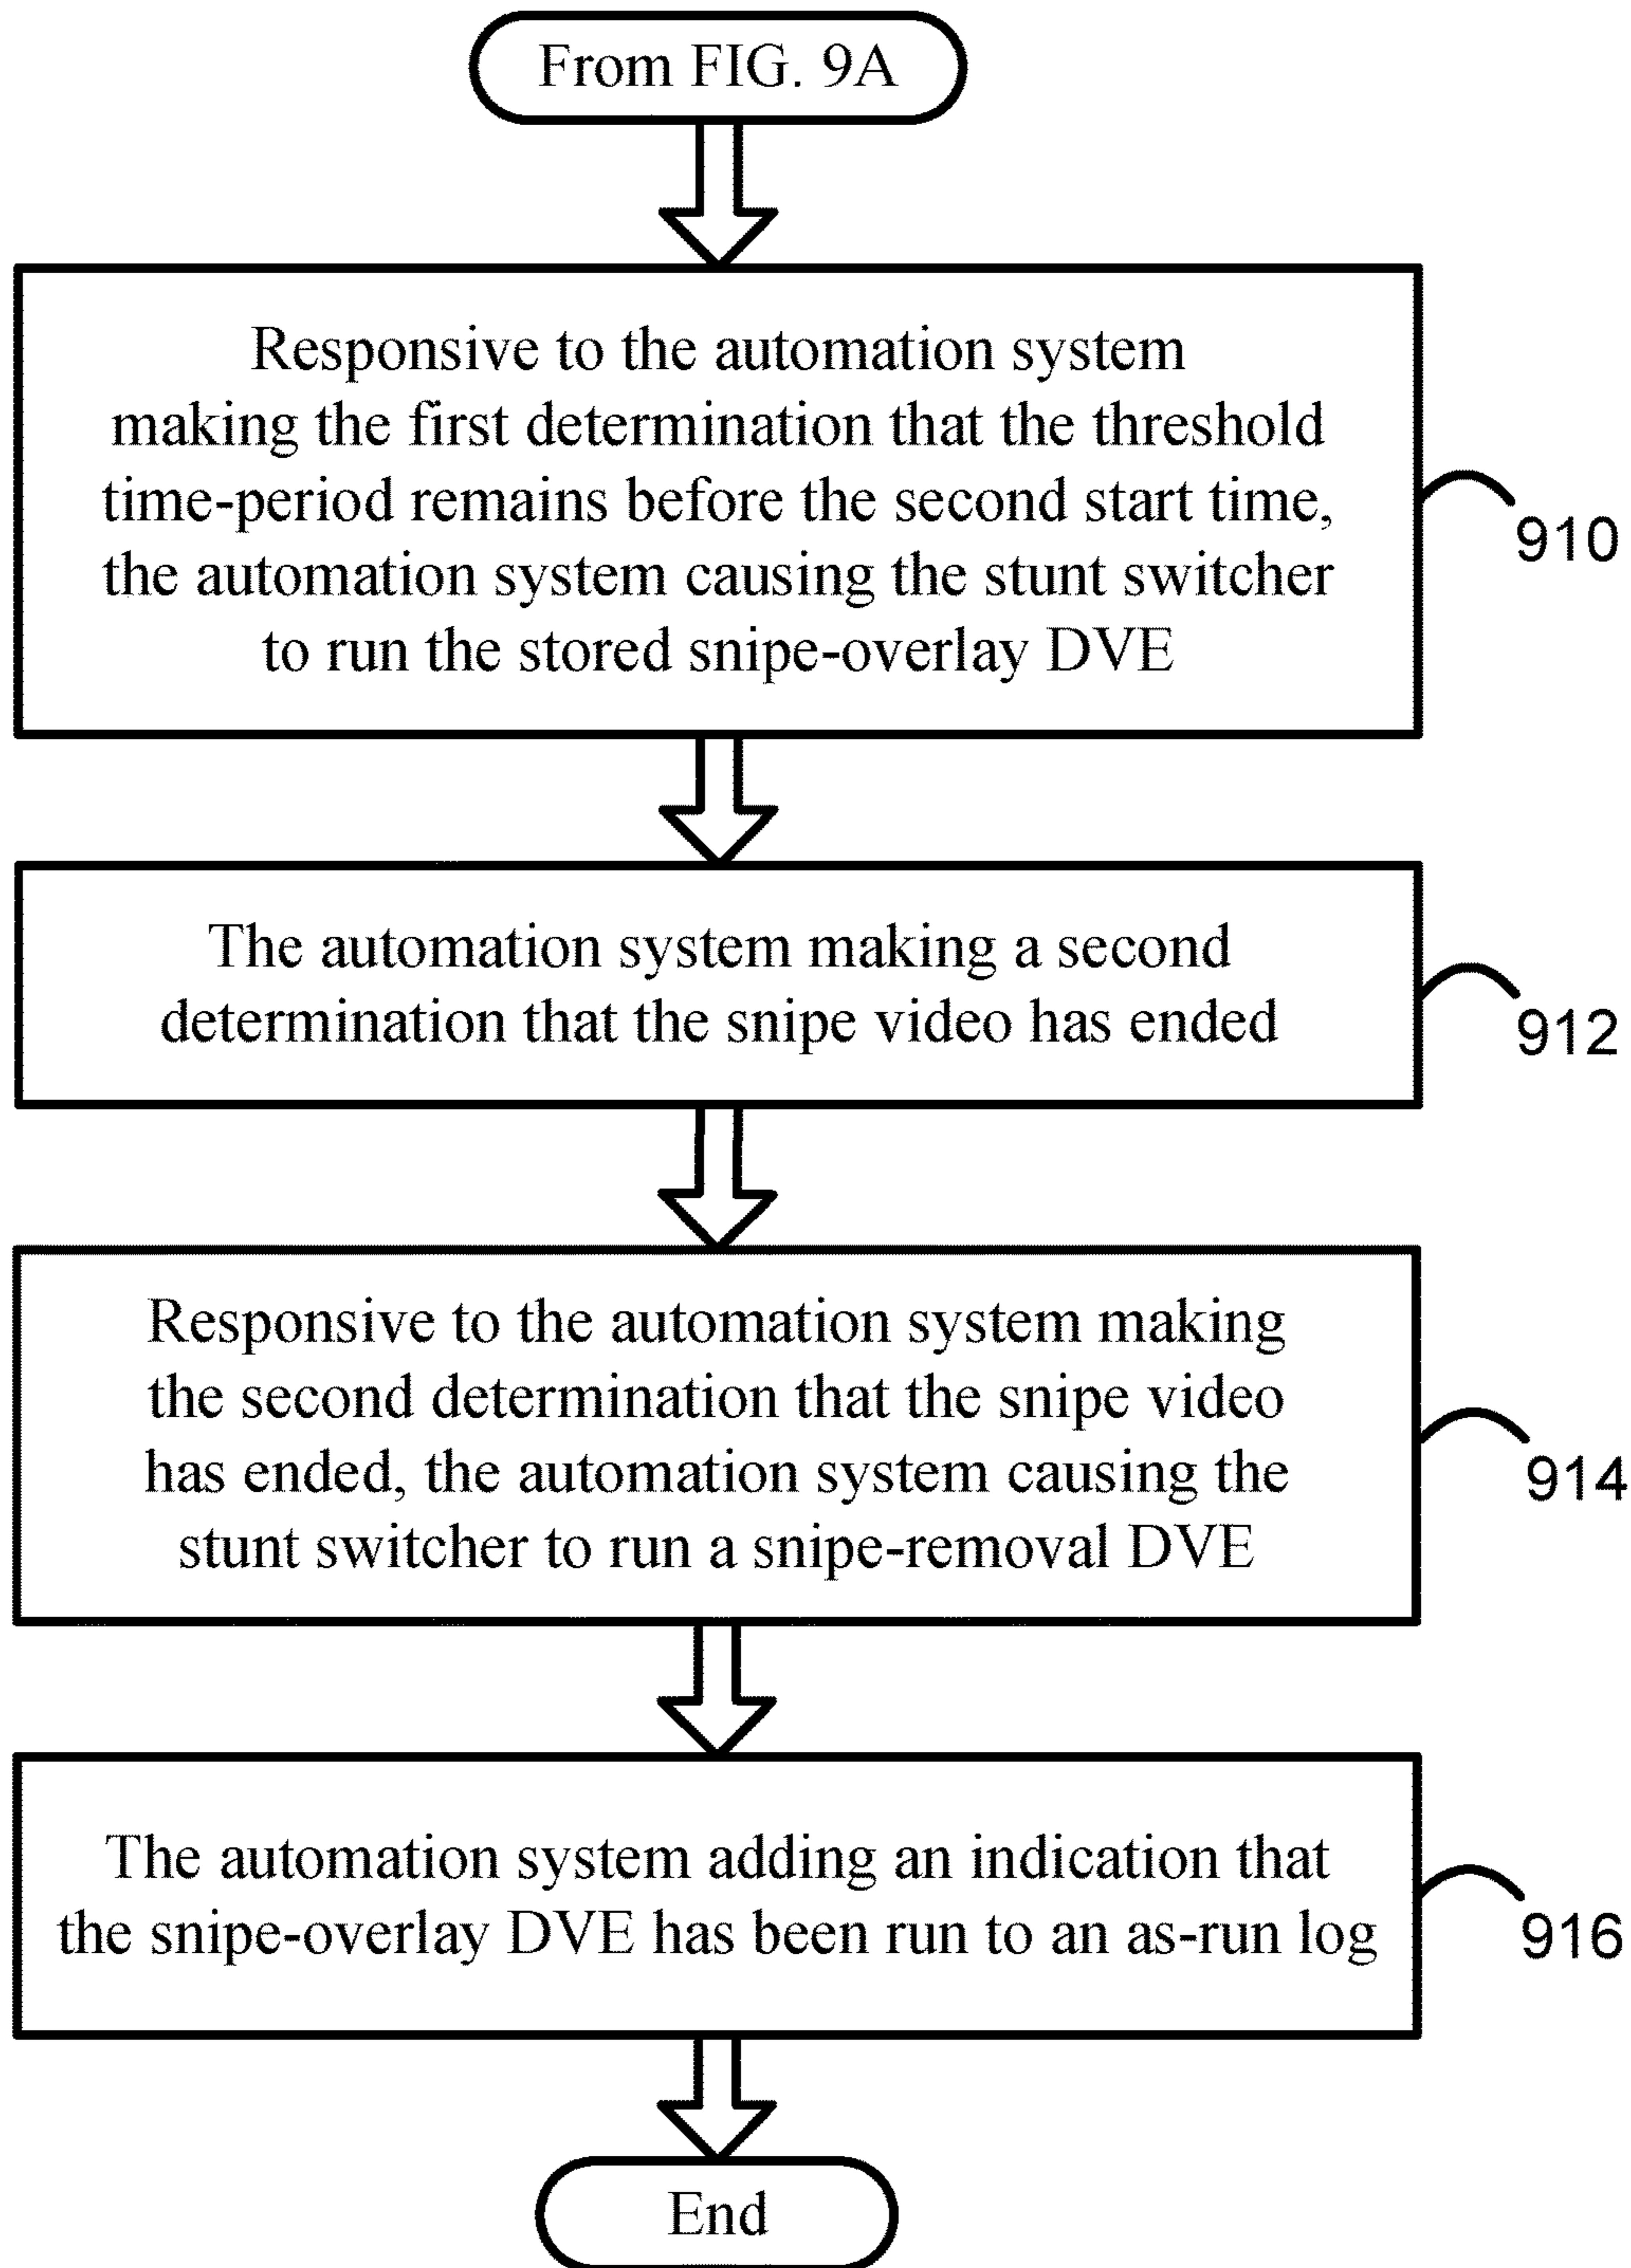 From FIG. 9A
Responsive to the automation system
making the first determination that the threshold
time-period remains before the second start time,
the automation system causing the stunt switcher
to run the stored snipe-overlay DVE
910
The automation system making a second
determination that the snipe video has ended
912
Responsive to the automation system making
the second determination that the snipe video
has ended, the automation system causing the
stunt switcher to run a snipe-removal DVE
914
The automation system adding an indication that
the snipe-overlay DVE has been run to an as-run log
916
End